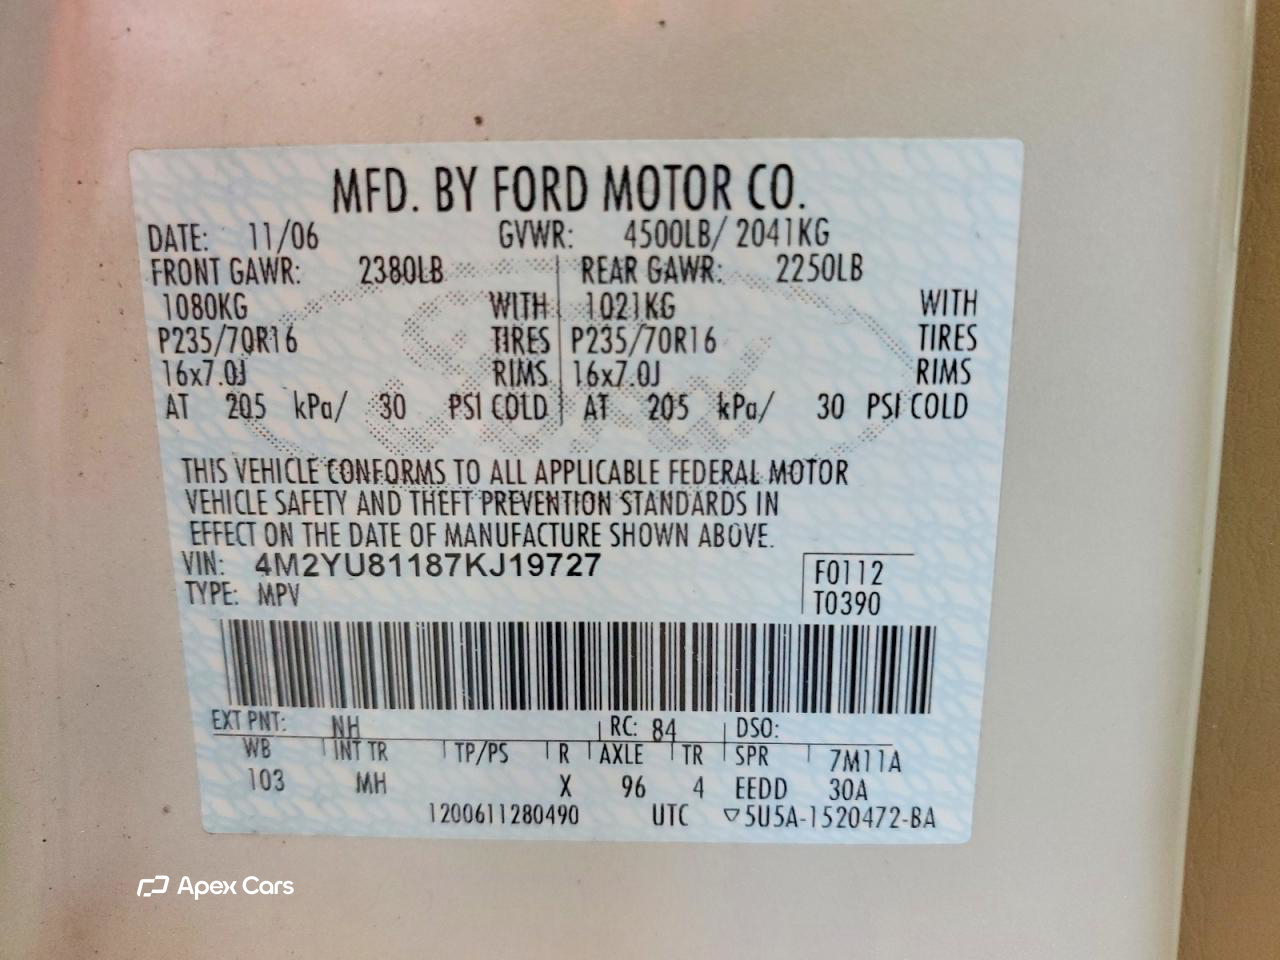 MFD. BY FORD MOTOR CO.
DATE: 11/06 GVWR: 4500LB/ 2041KG
FRONT GAWR: 2380LB REAR GAWR: 2250LB
1080KG WITH 1021KG WITH
P235/70R16 TIRES P235/70R16 TIRES
16x7.0J RIMS 16x7.0J RIMS
AT 205 kPa/ 30 PSI COLD AT 205 kPa/ 30 PSI COLD
THIS VEHICLE CONFORMS TO ALL APPLICABLE FEDERAL MOTOR
VEHICLE SAFETY AND THEFT PREVENTION STANDARDS IN
EFFECT ON THE DATE OF MANUFACTURE SHOWN ABOVE.
VIN: 4M2YU81187KJ19727
TYPE: MPV
F0112
T0390
EXT PNT: NH RC: 84 DSO:
WB INT TR TP/PS R AXLE TR SPR 7M11A
103 MH X 96 4 EEDD 30A
1200611280490 UTC ▽5U5A-1520472-BA
Apex Cars